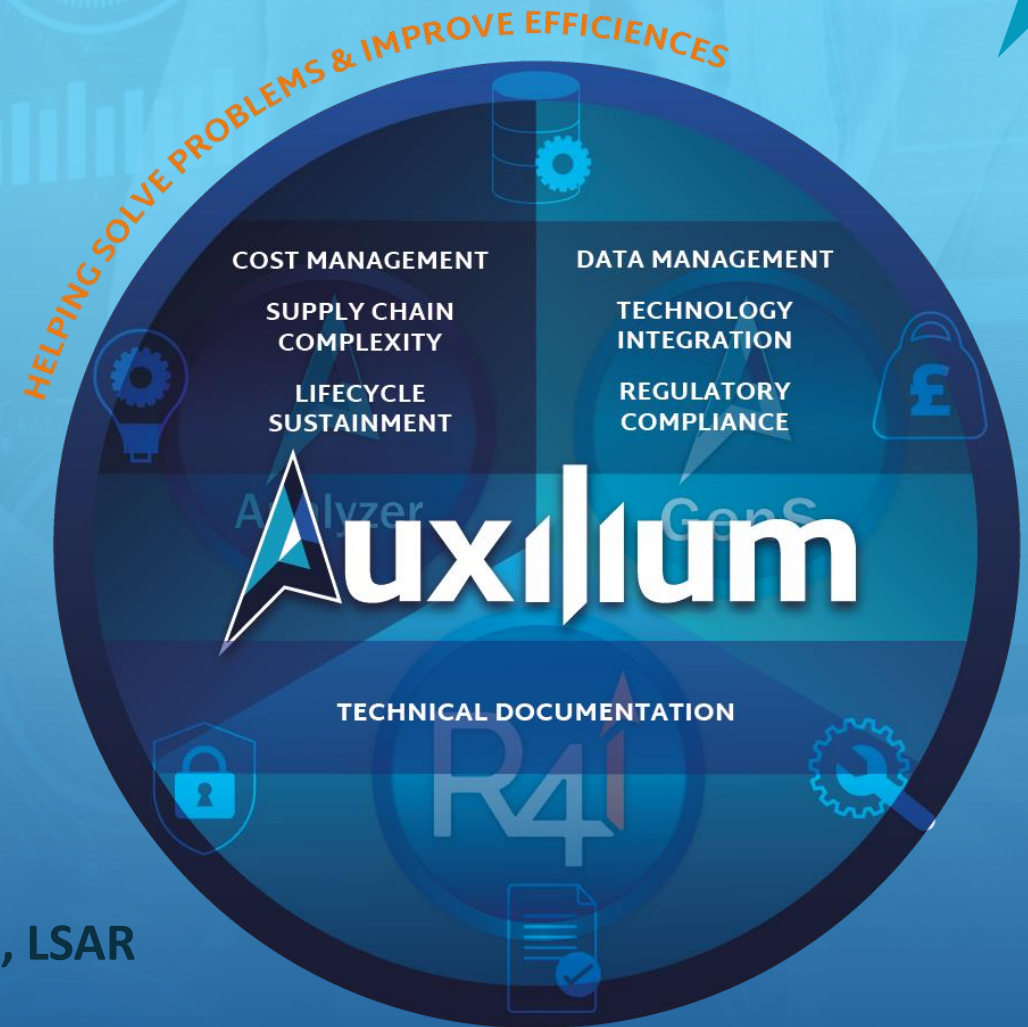 HELPING SOLVE PROBLEMS & IMPROVE EFFICIENCES
COST MANAGEMENT
SUPPLY CHAIN
COMPLEXITY
LIFECYCLE
SUSTAINMENT
DATA MANAGEMENT
TECHNOLOGY
INTEGRATION
REGULATORY
COMPLIANCE
Analyzer
GenS
Auxilium
TECHNICAL DOCUMENTATION
R4i
, LSAR